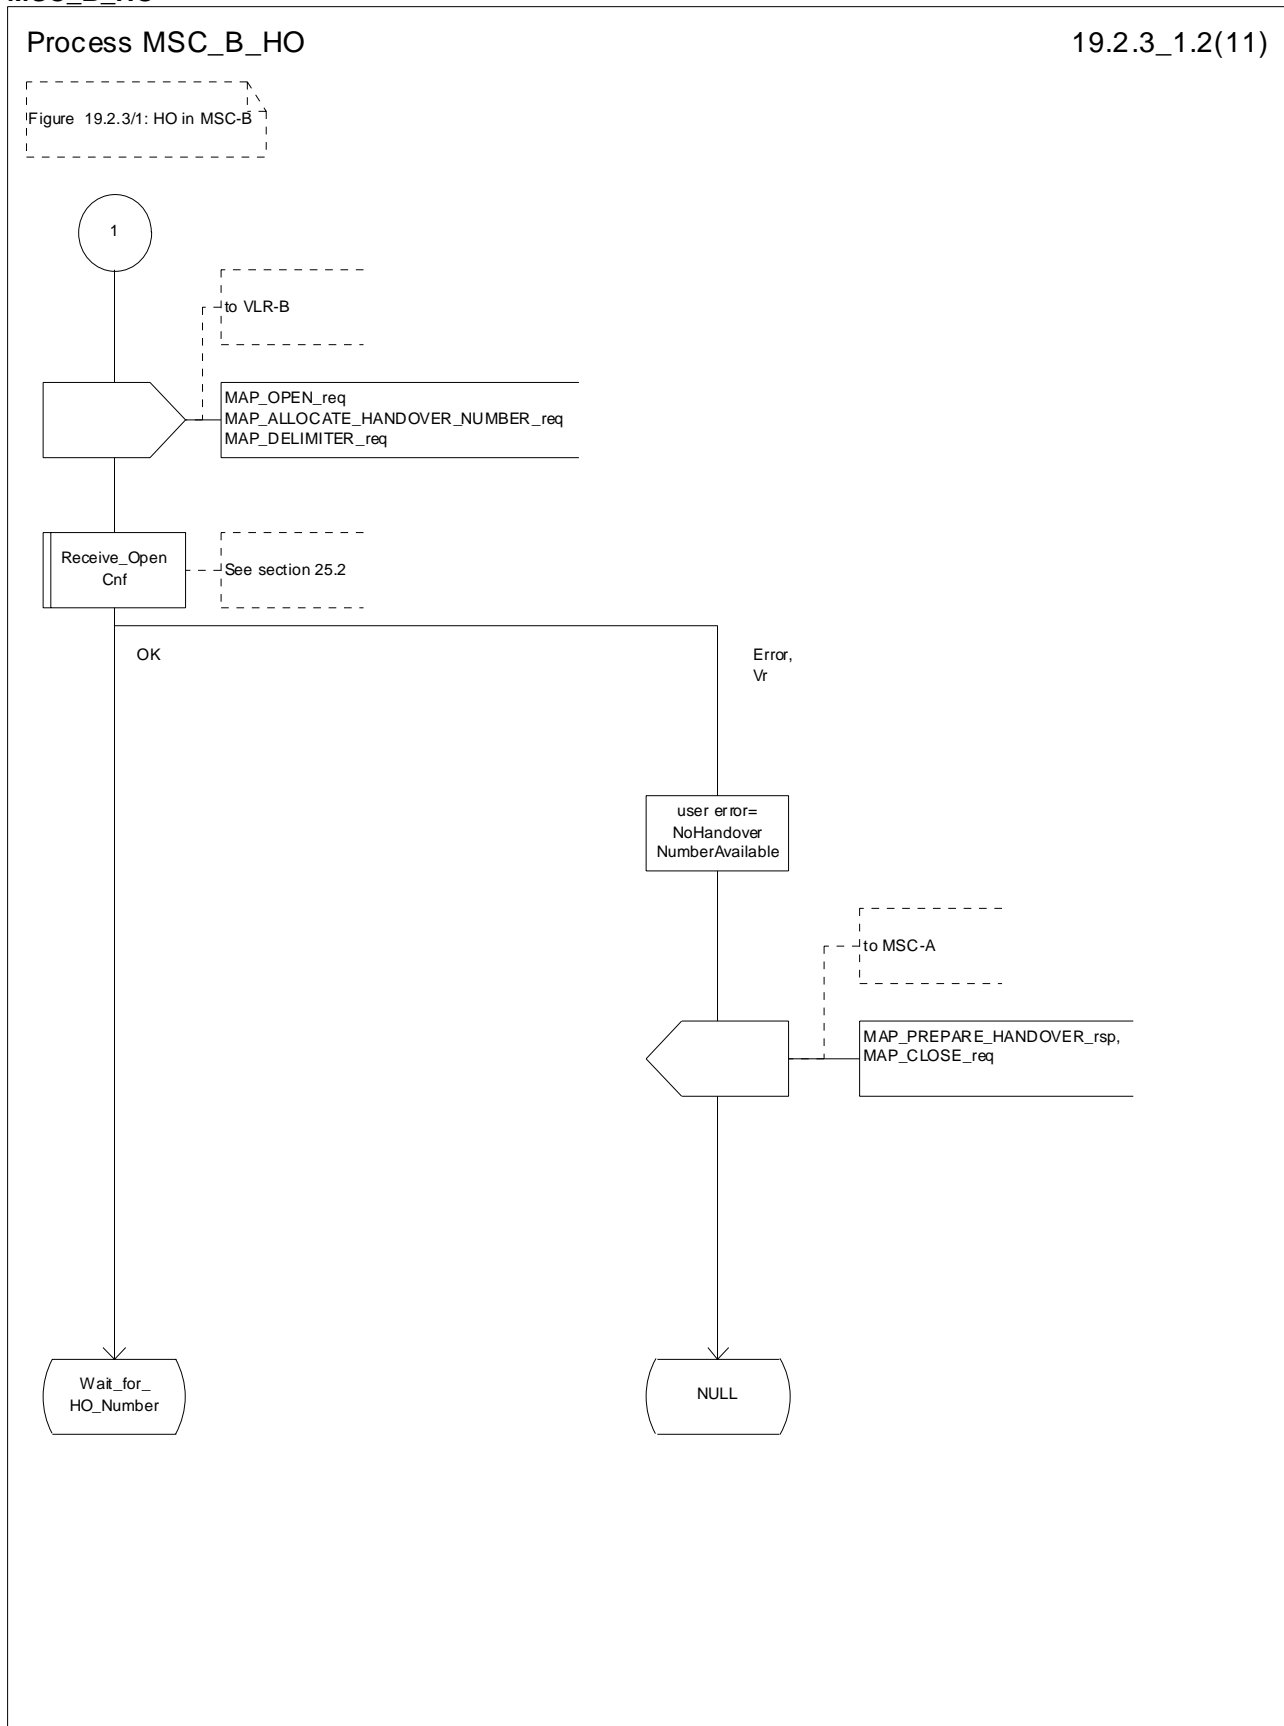 Process MSC_B_HO
19.2.3_1.2(11)
Figure 19.2.3/1: HO in MSC-B
1
to VLR-B
MAP_OPEN_req
MAP_ALLOCATE_HANDOVER_NUMBER_req
MAP_DELIMITER_req
Receive_Open
Cnf
See section 25.2
OK
Error,
Vr
user error=
NoHandover
NumberAvailable
to MSC-A
MAP_PREPARE_HANDOVER_rsp,
MAP_CLOSE_req
Wait_for_
HO_Number
NULL